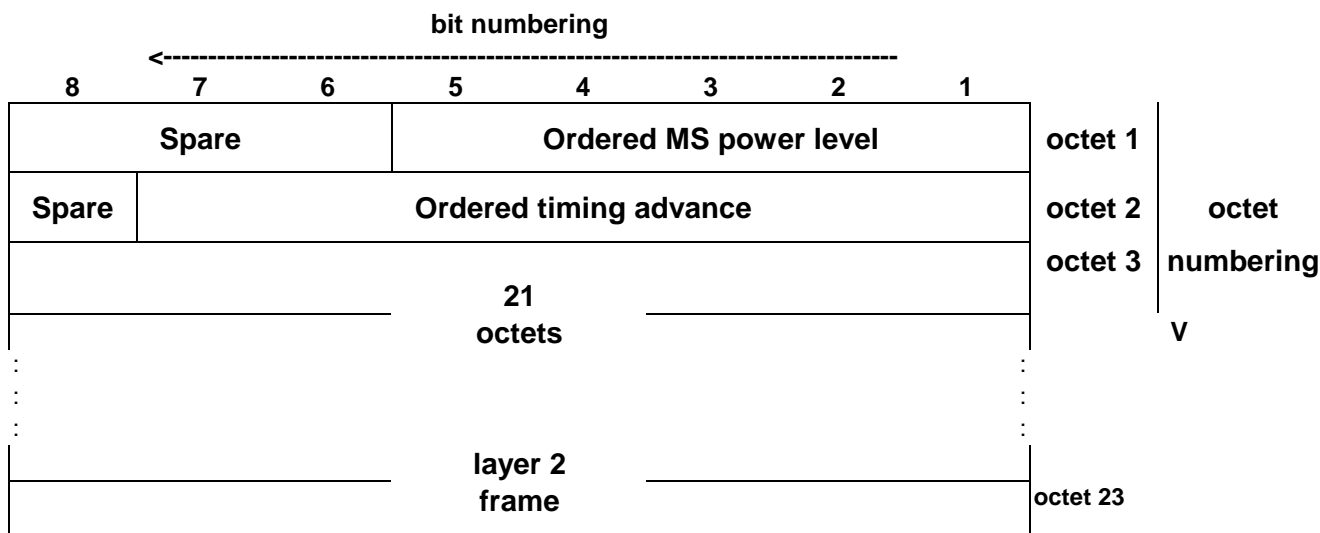 bit numbering
<---------------------------------------------------------------------------------
8 7 6 5 4 3 2 1
Spare Ordered MS power level octet 1
Spare Ordered timing advance octet 2 octet
octet 3 numbering
21
octets V
: :
: :
: :
layer 2
frame octet 23